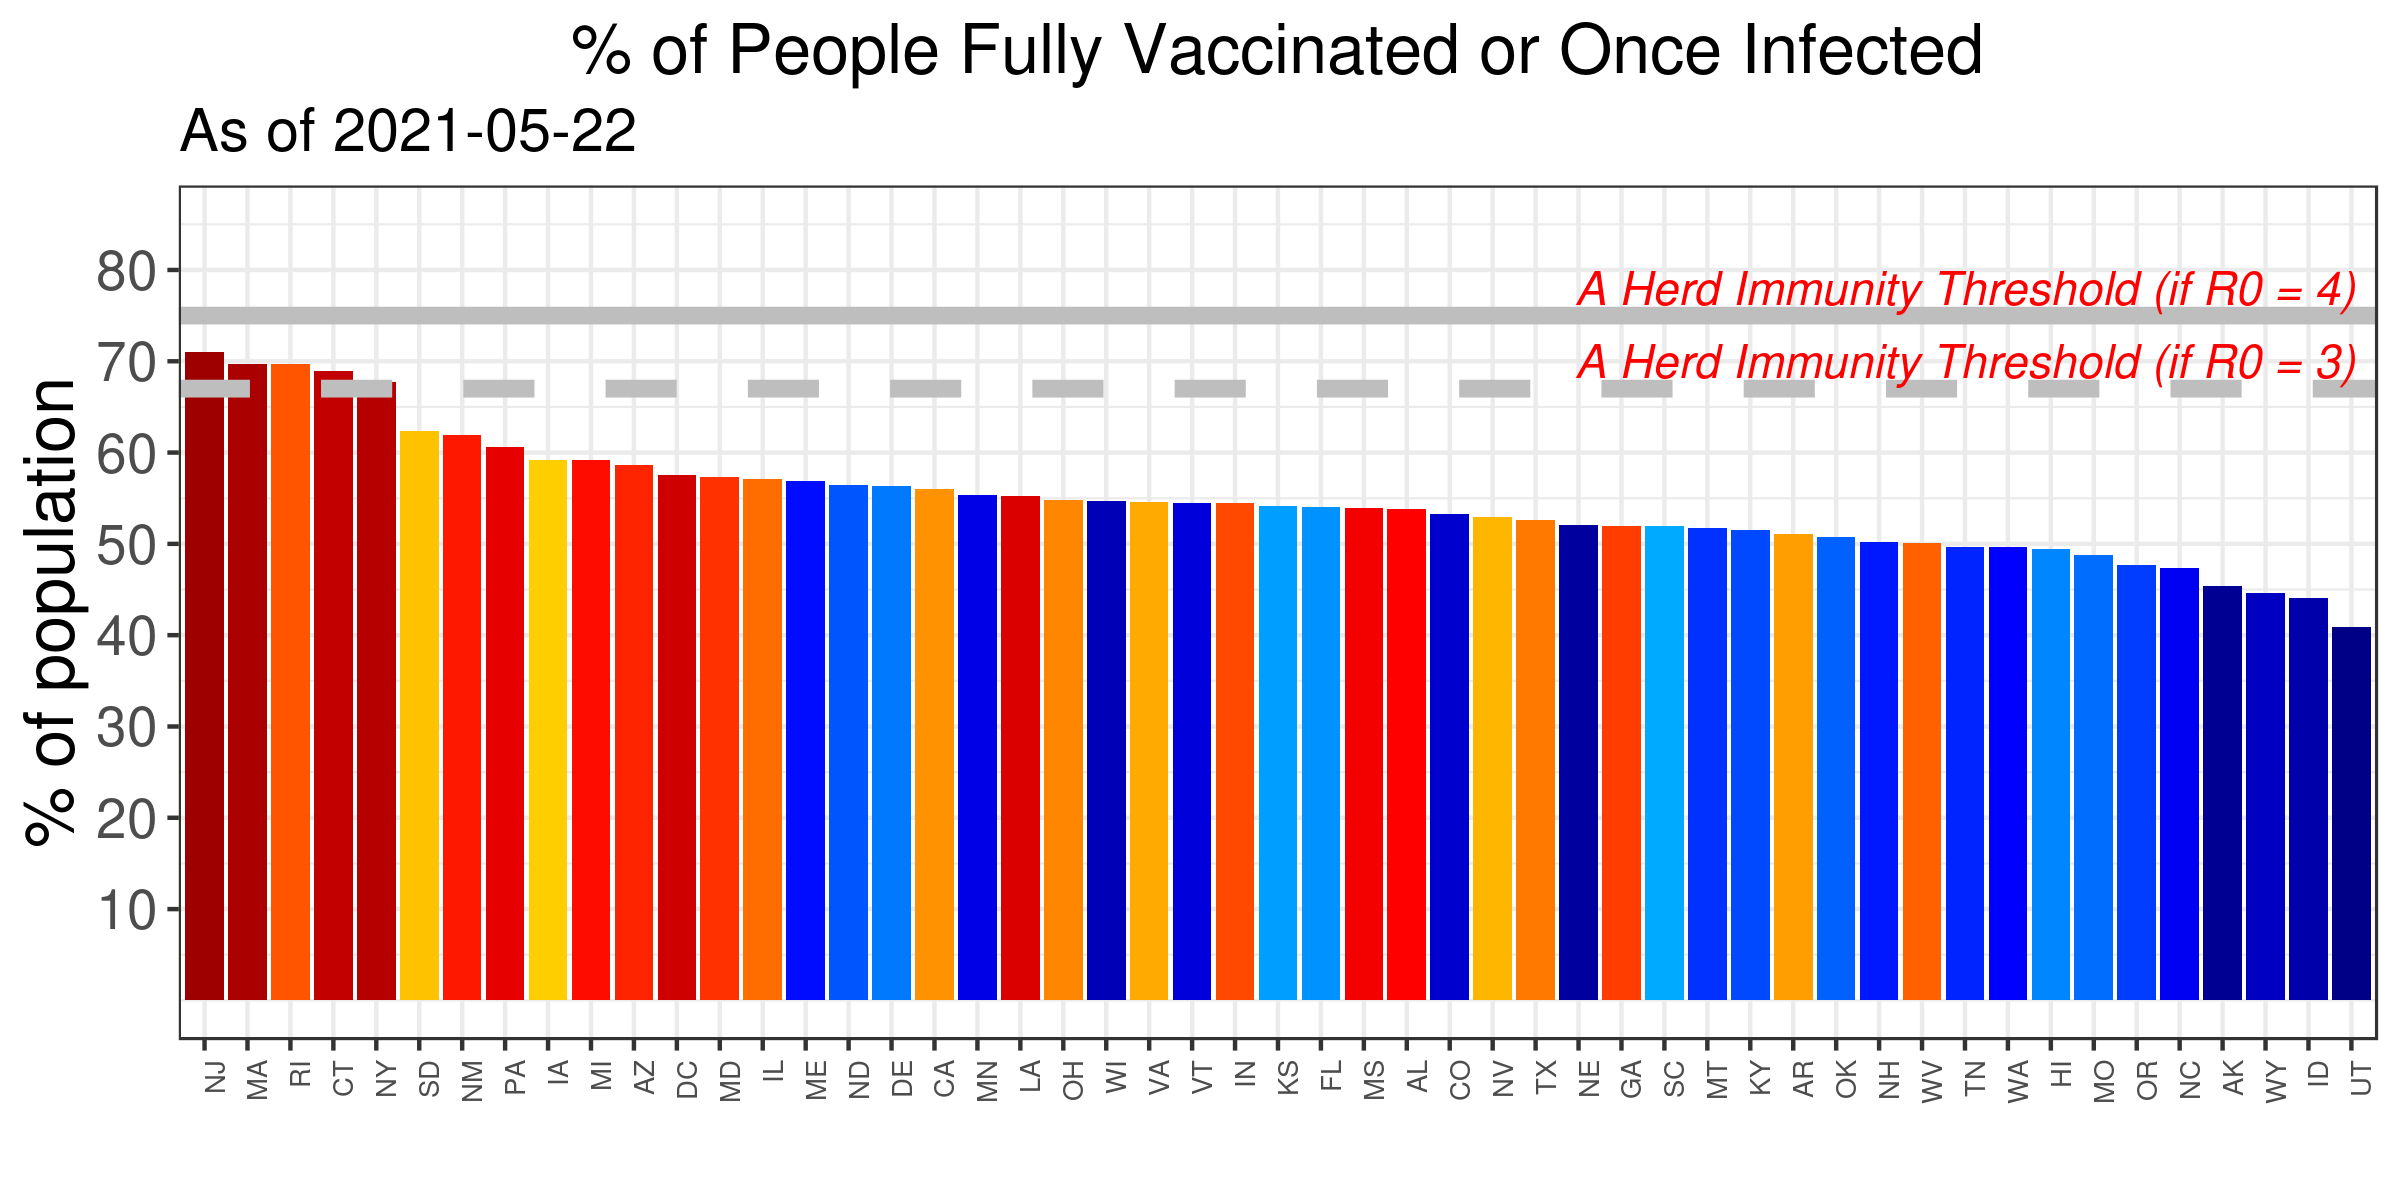 % of People Fully Vaccinated or Once Infected
As of 2021-05-22
% of population
80
70
60
50
40
30
20
10
A Herd Immunity Threshold (if R0 = 4)
A Herd Immunity Threshold (if R0 = 3)
NJ
MA
RI
CT
NY
SD
NM
PA
IA
MI
AZ
DC
MD
IL
ME
ND
DE
CA
MN
LA
OH
WI
VA
VT
IN
KS
FL
MS
AL
CO
NV
TX
NE
GA
SC
MT
KY
AR
OK
NH
WV
TN
WA
HI
MO
OR
NC
AK
WY
ID
UT